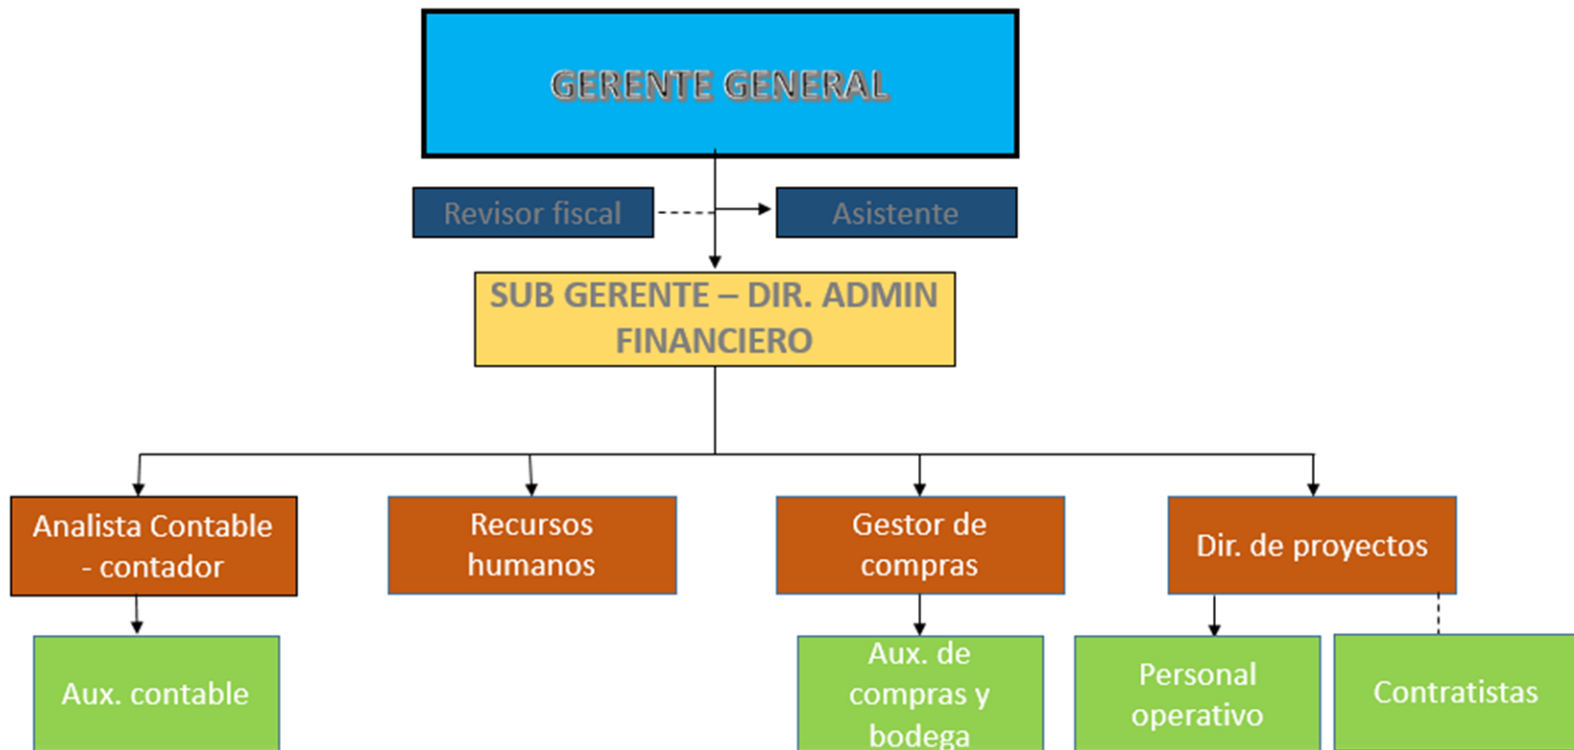 GERENTE GENERAL
Revisor fiscal
Asistente
SUB GERENTE – DIR. ADMIN
FINANCIERO
Analista Contable
- contador
Recursos
humanos
Gestor de
compras
Dir. de proyectos
Aux. contable
Aux. de
compras y
bodega
Personal
operativo
Contratistas